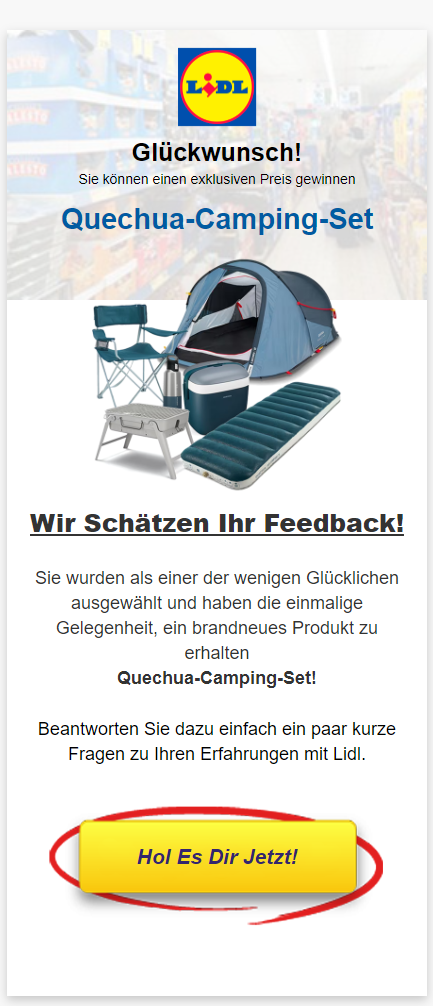 LIDL
Glückwunsch!
Sie können einen exklusiven Preis gewinnen
Quechua-Camping-Set
Wir Schätzen Ihr Feedback!
Sie wurden als einer der wenigen Glücklichen
ausgewählt und haben die einmalige
Gelegenheit, ein brandneues Produkt zu
erhalten
Quechua-Camping-Set!
Beantworten Sie dazu einfach ein paar kurze
Fragen zu Ihren Erfahrungen mit Lidl.
Hol Es Dir Jetzt!